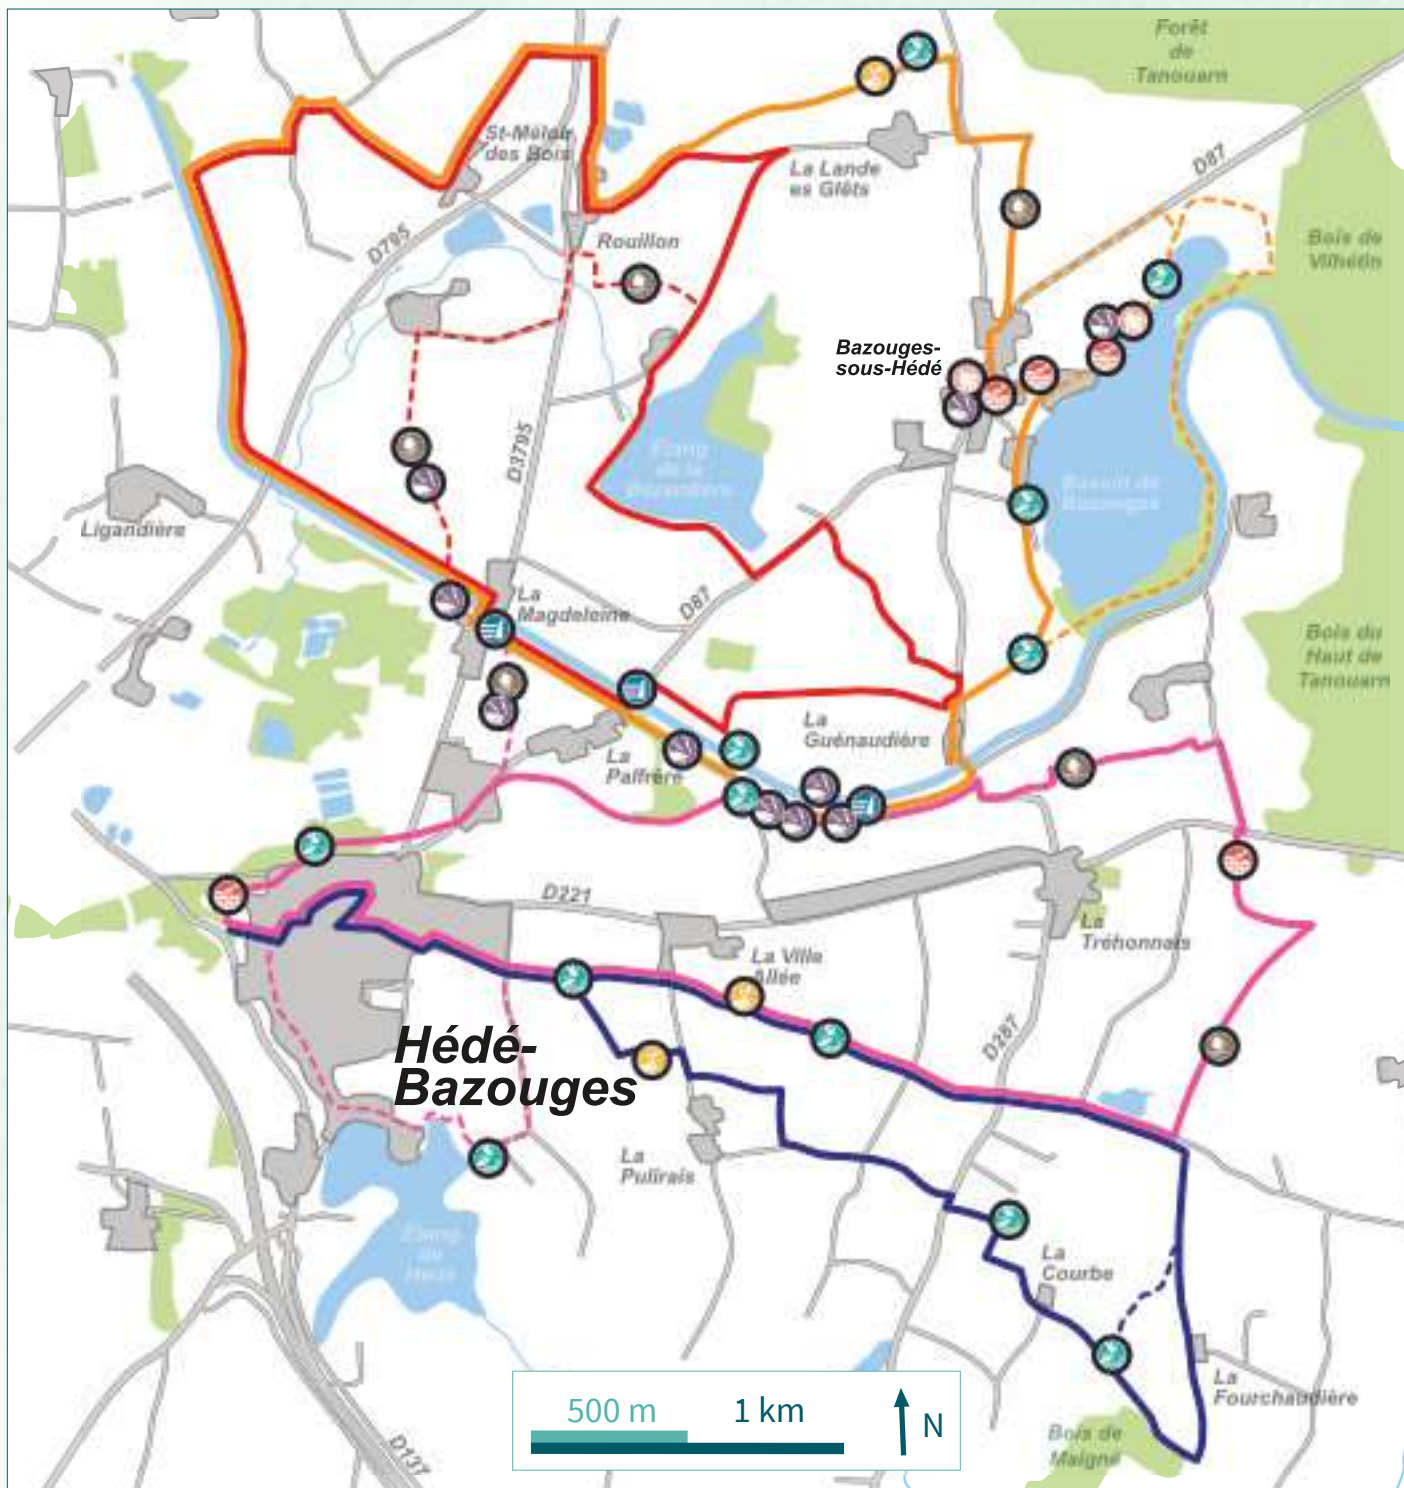 Forêt
de
Tanouarn
St-Méloir
des Bois
La Lande
es Glêts
D87
D795
Rouillon
Bois de
Vilhétin
Bazouges-
sous-Hédé
D3795
Etang
de la
Bassin de
Bazouges
Ligandière
La
Magdeleine
D87
Bois du
Haut de
Tanouarn
La
Guénaudière
La
Palfrère
D221
La
Tréhonnais
La Ville
Allée
Hédé-
Bazouges
D287
La
Pulirais
Etang
de
Hédé
La
Courbe
La
Fourchaudière
Bois de
Maigné
D137
500 m
1 km
N